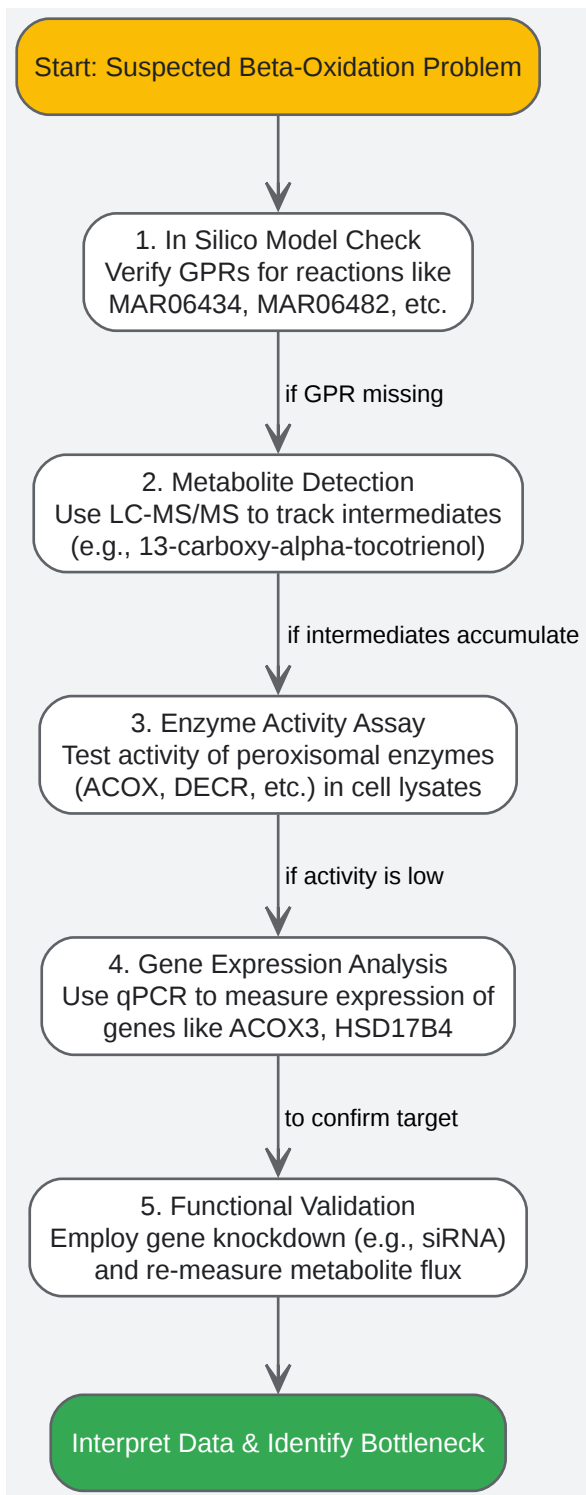 Start: Suspected Beta-Oxidation Problem
1. In Silico Model Check
Verify GPRs for reactions like
MAR06434, MAR06482, etc.
if GPR missing
2. Metabolite Detection
Use LC-MS/MS to track intermediates
(e.g., 13-carboxy-alpha-tocotrienol)
if intermediates accumulate
3. Enzyme Activity Assay
Test activity of peroxisomal enzymes
(ACOX, DECR, etc.) in cell lysates
if activity is low
4. Gene Expression Analysis
Use qPCR to measure expression of
genes like ACOX3, HSD17B4
to confirm target
5. Functional Validation
Employ gene knockdown (e.g., siRNA)
and re-measure metabolite flux
Interpret Data & Identify Bottleneck